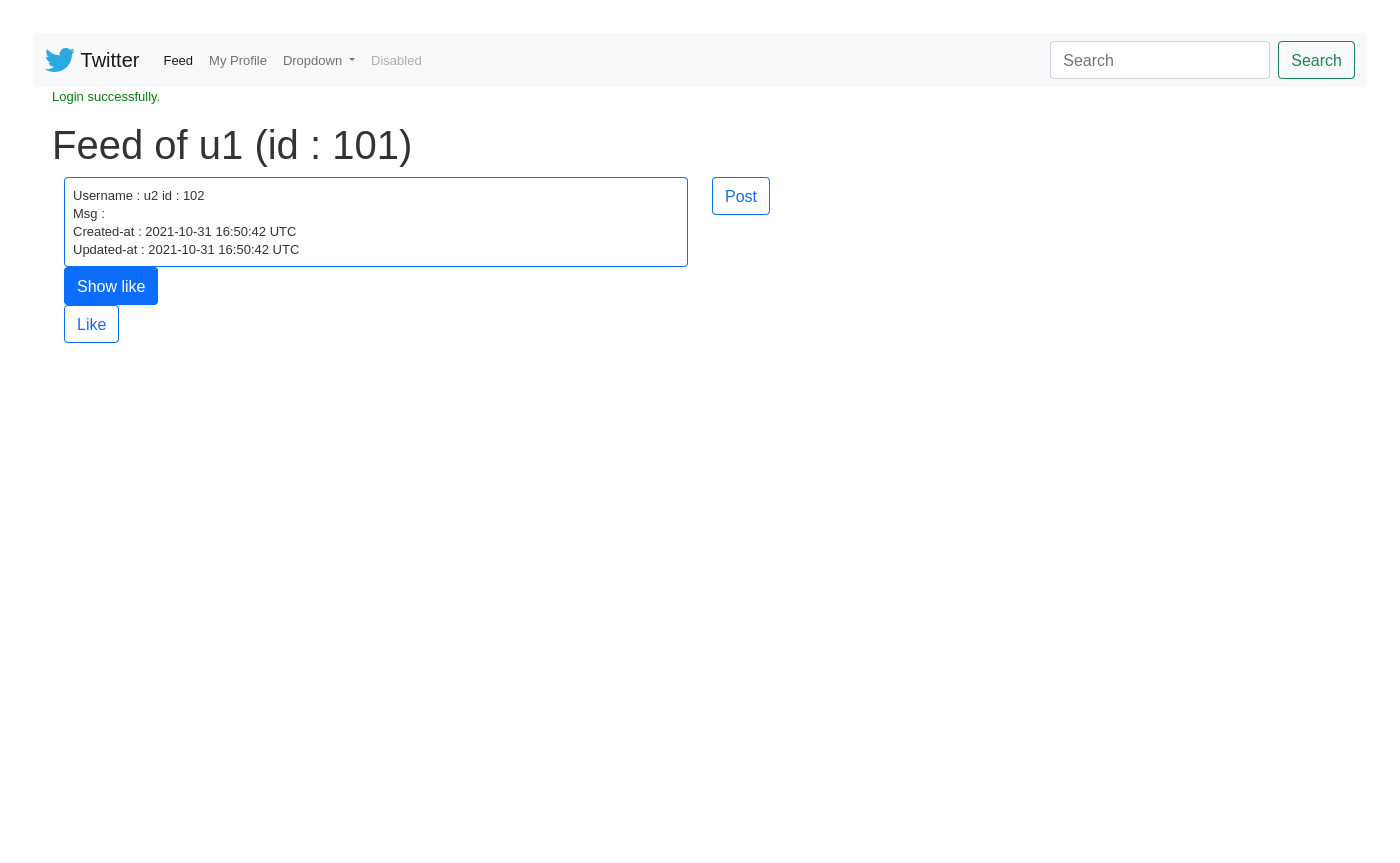 Twitter Feed My Profile Dropdown Disabled Search Search
Login successfully.
Feed of u1 (id : 101)
Username : u2 id : 102
Msg :
Created-at : 2021-10-31 16:50:42 UTC
Updated-at : 2021-10-31 16:50:42 UTC
Post
Show like
Like